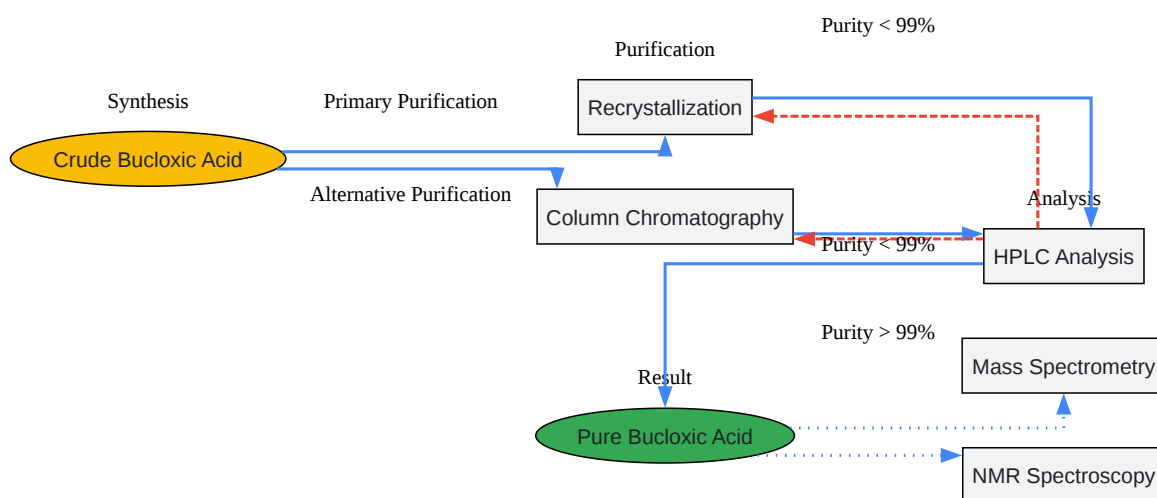 Purity < 99%
Purification
Synthesis
Primary Purification
Recrystallization
Crude Bucloxic Acid
Alternative Purification
Analysis
Column Chromatography
Purity < 99%
HPLC Analysis
Purity > 99%
Mass Spectrometry
Result
Pure Bucloxic Acid
NMR Spectroscopy